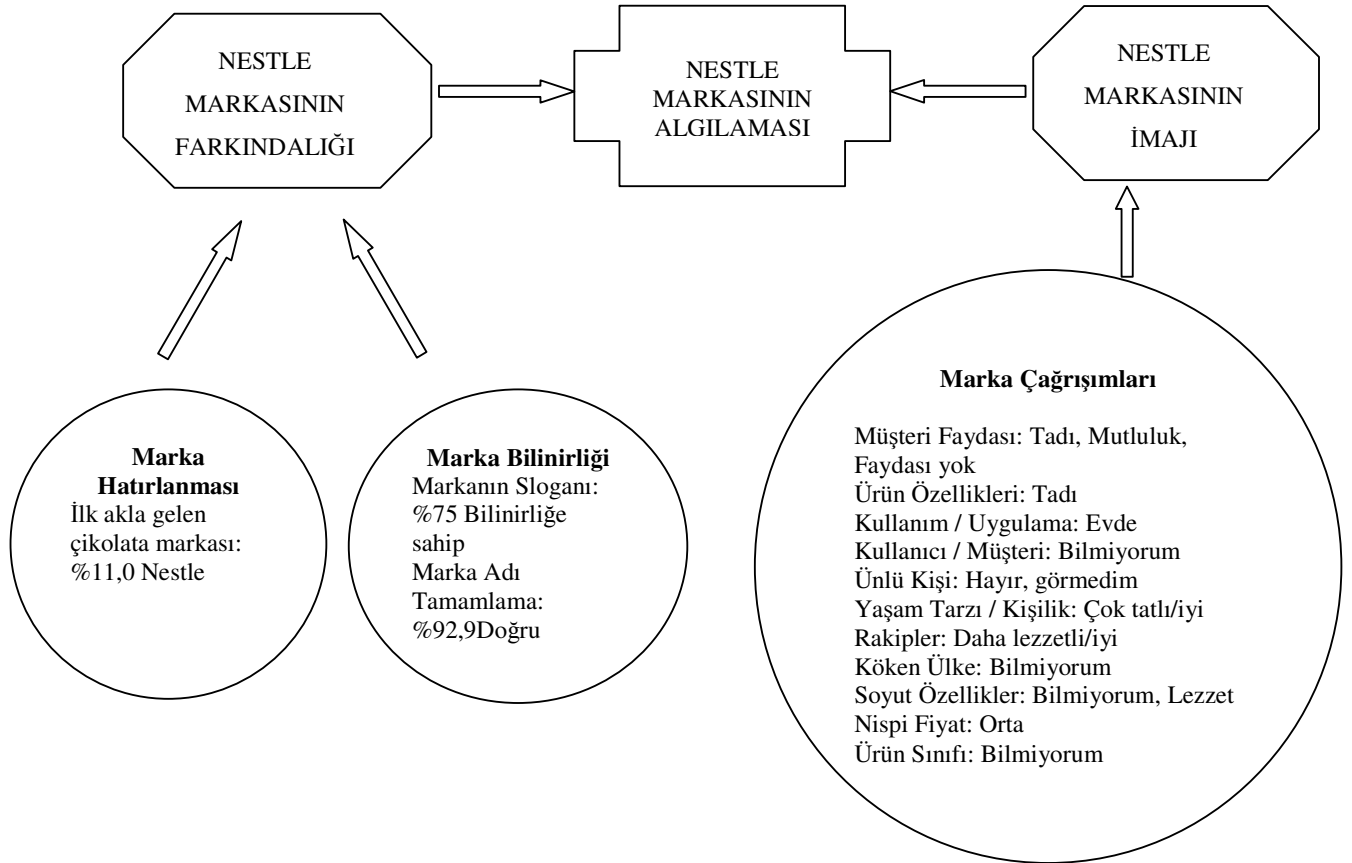 NESTLE
MARKASININ
FARKINDALIĞI
NESTLE
MARKASININ
ALGILAMASI
NESTLE
MARKASININ
İMAJI
Marka
Hatırlanması
İlk akla gelen
çikolata markası:
%11,0 Nestle
Marka Bilinirliği
Markanın Sloganı:
%75 Bilinirliğe
sahip
Marka Adı
Tamamlama:
%92,9Doğru
Marka Çağrışımları
Müşteri Faydası: Tadı, Mutluluk,
Faydası yok
Ürün Özellikleri: Tadı
Kullanım / Uygulama: Evde
Kullanıcı / Müşteri: Bilmiyorum
Ünlü Kişi: Hayır, görmedim
Yaşam Tarzı / Kişilik: Çok tatlı/iyi
Rakipler: Daha lezzetli/iyi
Köken Ülke: Bilmiyorum
Soyut Özellikler: Bilmiyorum, Lezzet
Nispi Fiyat: Orta
Ürün Sınıfı: Bilmiyorum